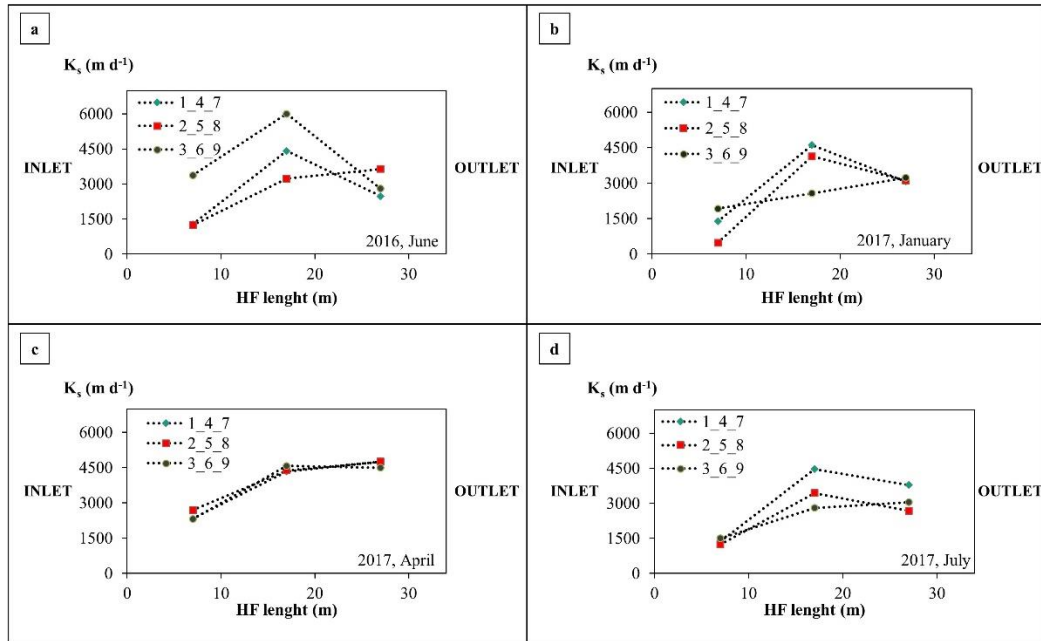 a
Kₛ (m d⁻¹)
6000
4500
3000
1500
0
1_4_7
2_5_8
3_6_9
INLET
OUTLET
2016, June
0 10 20 30
HF lenght (m)
b
Kₛ (m d⁻¹)
6000
4500
3000
1500
0
1_4_7
2_5_8
3_6_9
INLET
OUTLET
2017, January
0 10 20 30
HF lenght (m)
c
Kₛ (m d⁻¹)
6000
4500
3000
1500
0
1_4_7
2_5_8
3_6_9
INLET
OUTLET
2017, April
0 10 20 30
HF lenght (m)
d
Kₛ (m d⁻¹)
6000
4500
3000
1500
0
1_4_7
2_5_8
3_6_9
INLET
OUTLET
2017, July
0 10 20 30
HF lenght (m)